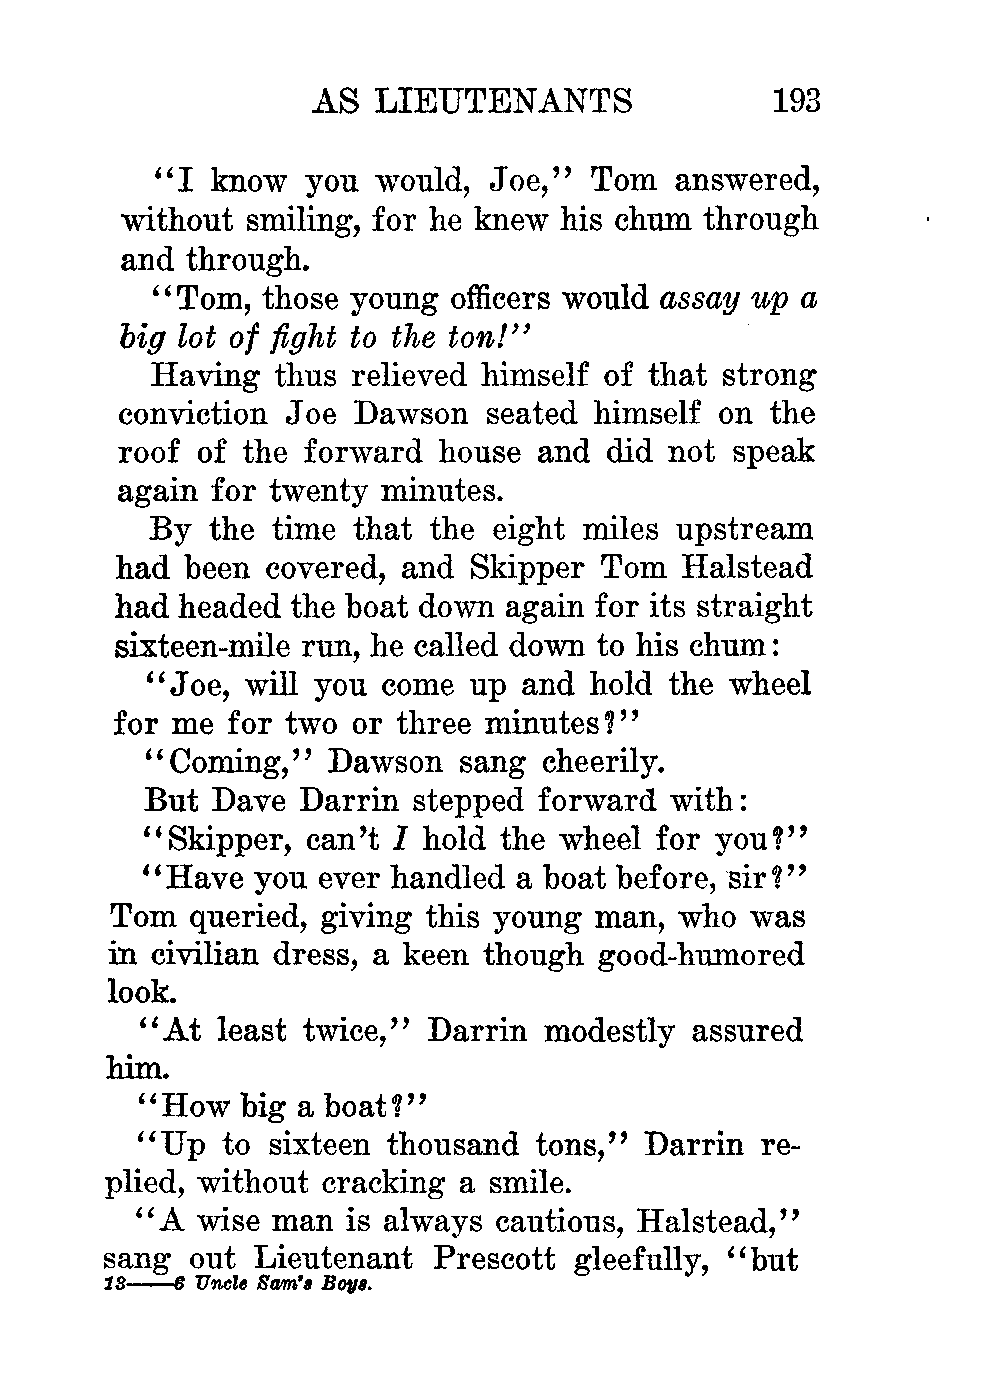 AS LIEUTENANTS 193
"I know you would, Joe," Tom answered,
without smiling, for he knew his chum through
and through.
"Tom, those young officers would assay up a
big lot of fight to the ton!"
Having thus relieved himself of that strong
conviction Joe Dawson seated himself on the
roof of the forward house and did not speak
again for twenty minutes.
By the time that the eight miles upstream
had been covered, and Skipper Tom Halstead
had headed the boat down again for its straight
sixteen-mile run, he called down to his chum:
"Joe, will you come up and hold the wheel
for me for two or three minutes?"
"Coming," Dawson sang cheerily.
But Dave Darrin stepped forward with:
"Skipper, can't I hold the wheel for you?"
"Have you ever handled a boat before, sir?"
Tom queried, giving this young man, who was
in civilian dress, a keen though good-humored
look.
"At least twice," Darrin modestly assured
him.
"How big a boat?"
"Up to sixteen thousand tons," Darrin re-
plied, without cracking a smile.
"A wise man is always cautious, Halstead,"
sang out Lieutenant Prescott gleefully, "but
13—6 Uncle Sam's Boys.